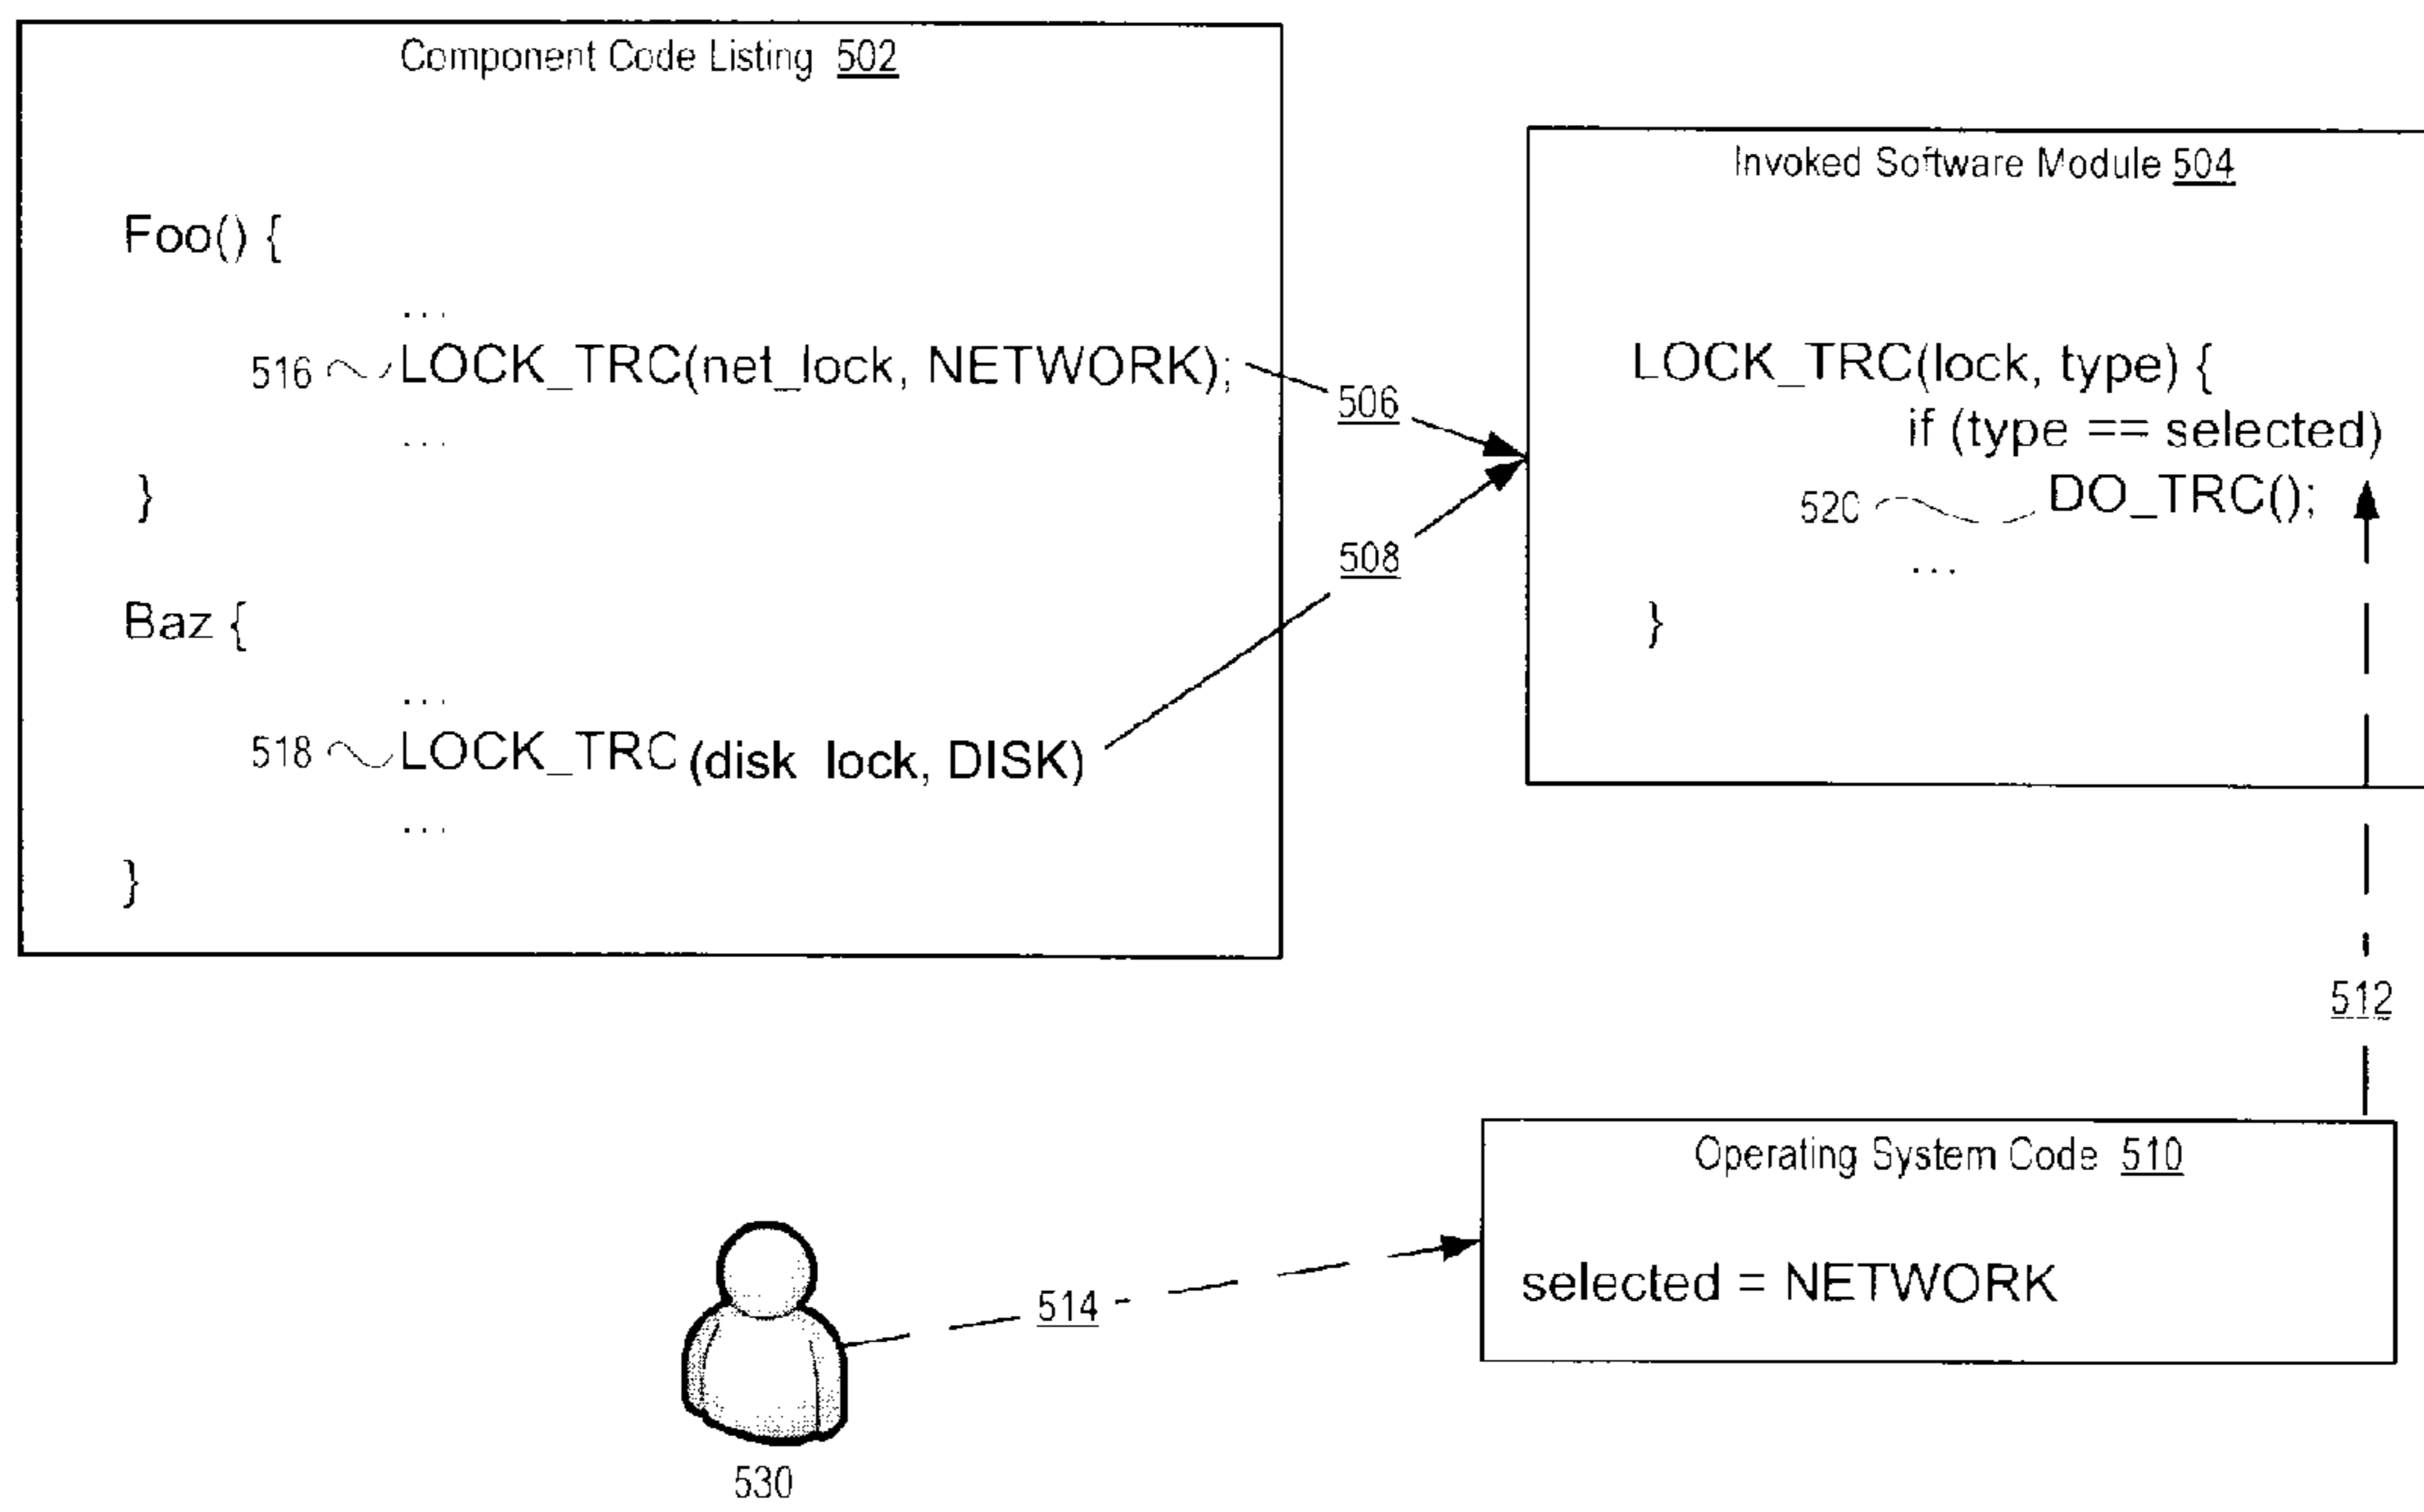 Component Code Listing 502
Foo() {
...
516 LOCK_TRC(net_lock, NETWORK);
...
}
Baz {
...
518 LOCK_TRC (disk lock, DISK)
...
}
506
508
Invoked Software Module 504
LOCK_TRC(lock, type) {
if (type == selected)
520 DO_TRC();
...
}
512
Operating System Code 510
selected = NETWORK
514
530